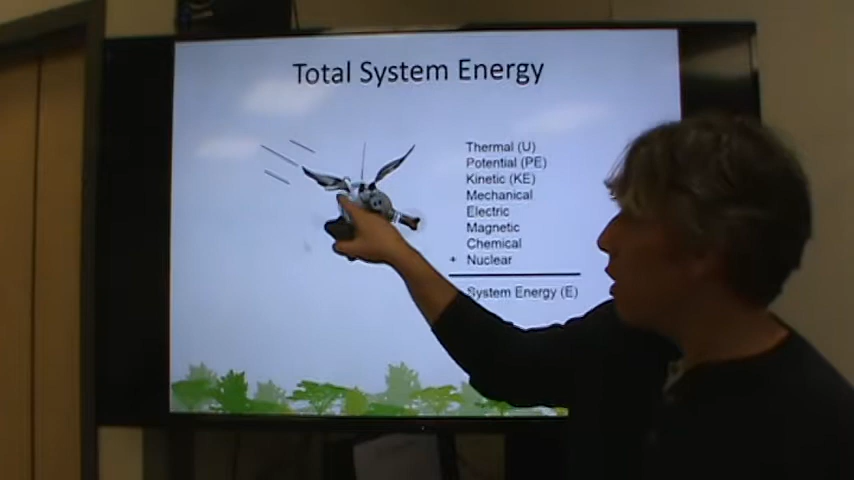 Total System Energy
Thermal (U)
Potential (PE)
Kinetic (KE)
Mechanical
Electric
Magnetic
Chemical
+ Nuclear
System Energy (E)